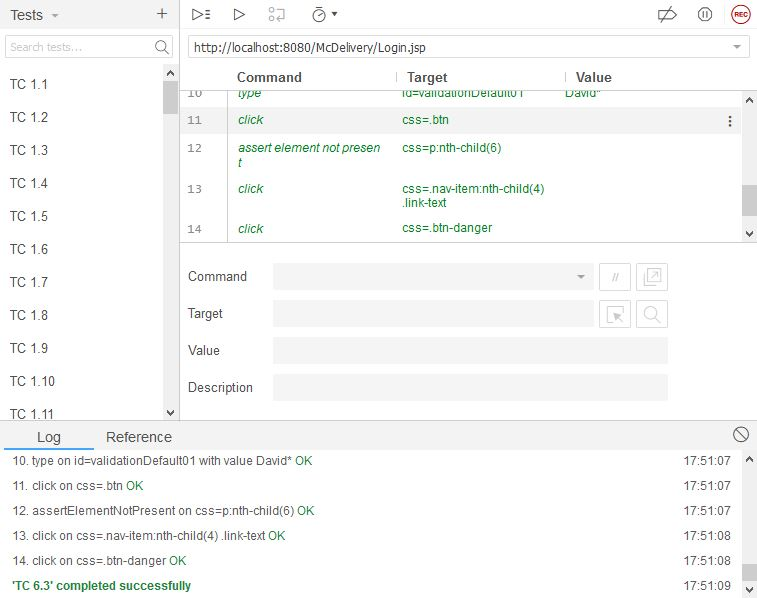 Tests
+
REC
Search tests...
http://localhost:8080/McDelivery/Login.jsp
Command Target Value
TC 1.1
TC 1.2
TC 1.3
TC 1.4
TC 1.5
TC 1.6
TC 1.7
TC 1.8
TC 1.9
TC 1.10
TC 1.11
10 type id=validationDefault01 David*
11 click css=.btn
12 assert element not presen css=p:nth-child(6)
t
13 click css=.nav-item:nth-child(4)
.link-text
14 click css=.btn-danger
Command //
Target
Value
Description
Log Reference
10. type on id=validationDefault01 with value David* OK 17:51:07
11. click on css=.btn OK 17:51:07
12. assertElementNotPresent on css=p:nth-child(6) OK 17:51:07
13. click on css=.nav-item:nth-child(4) .link-text OK 17:51:08
14. click on css=.btn-danger OK 17:51:08
'TC 6.3' completed successfully 17:51:09